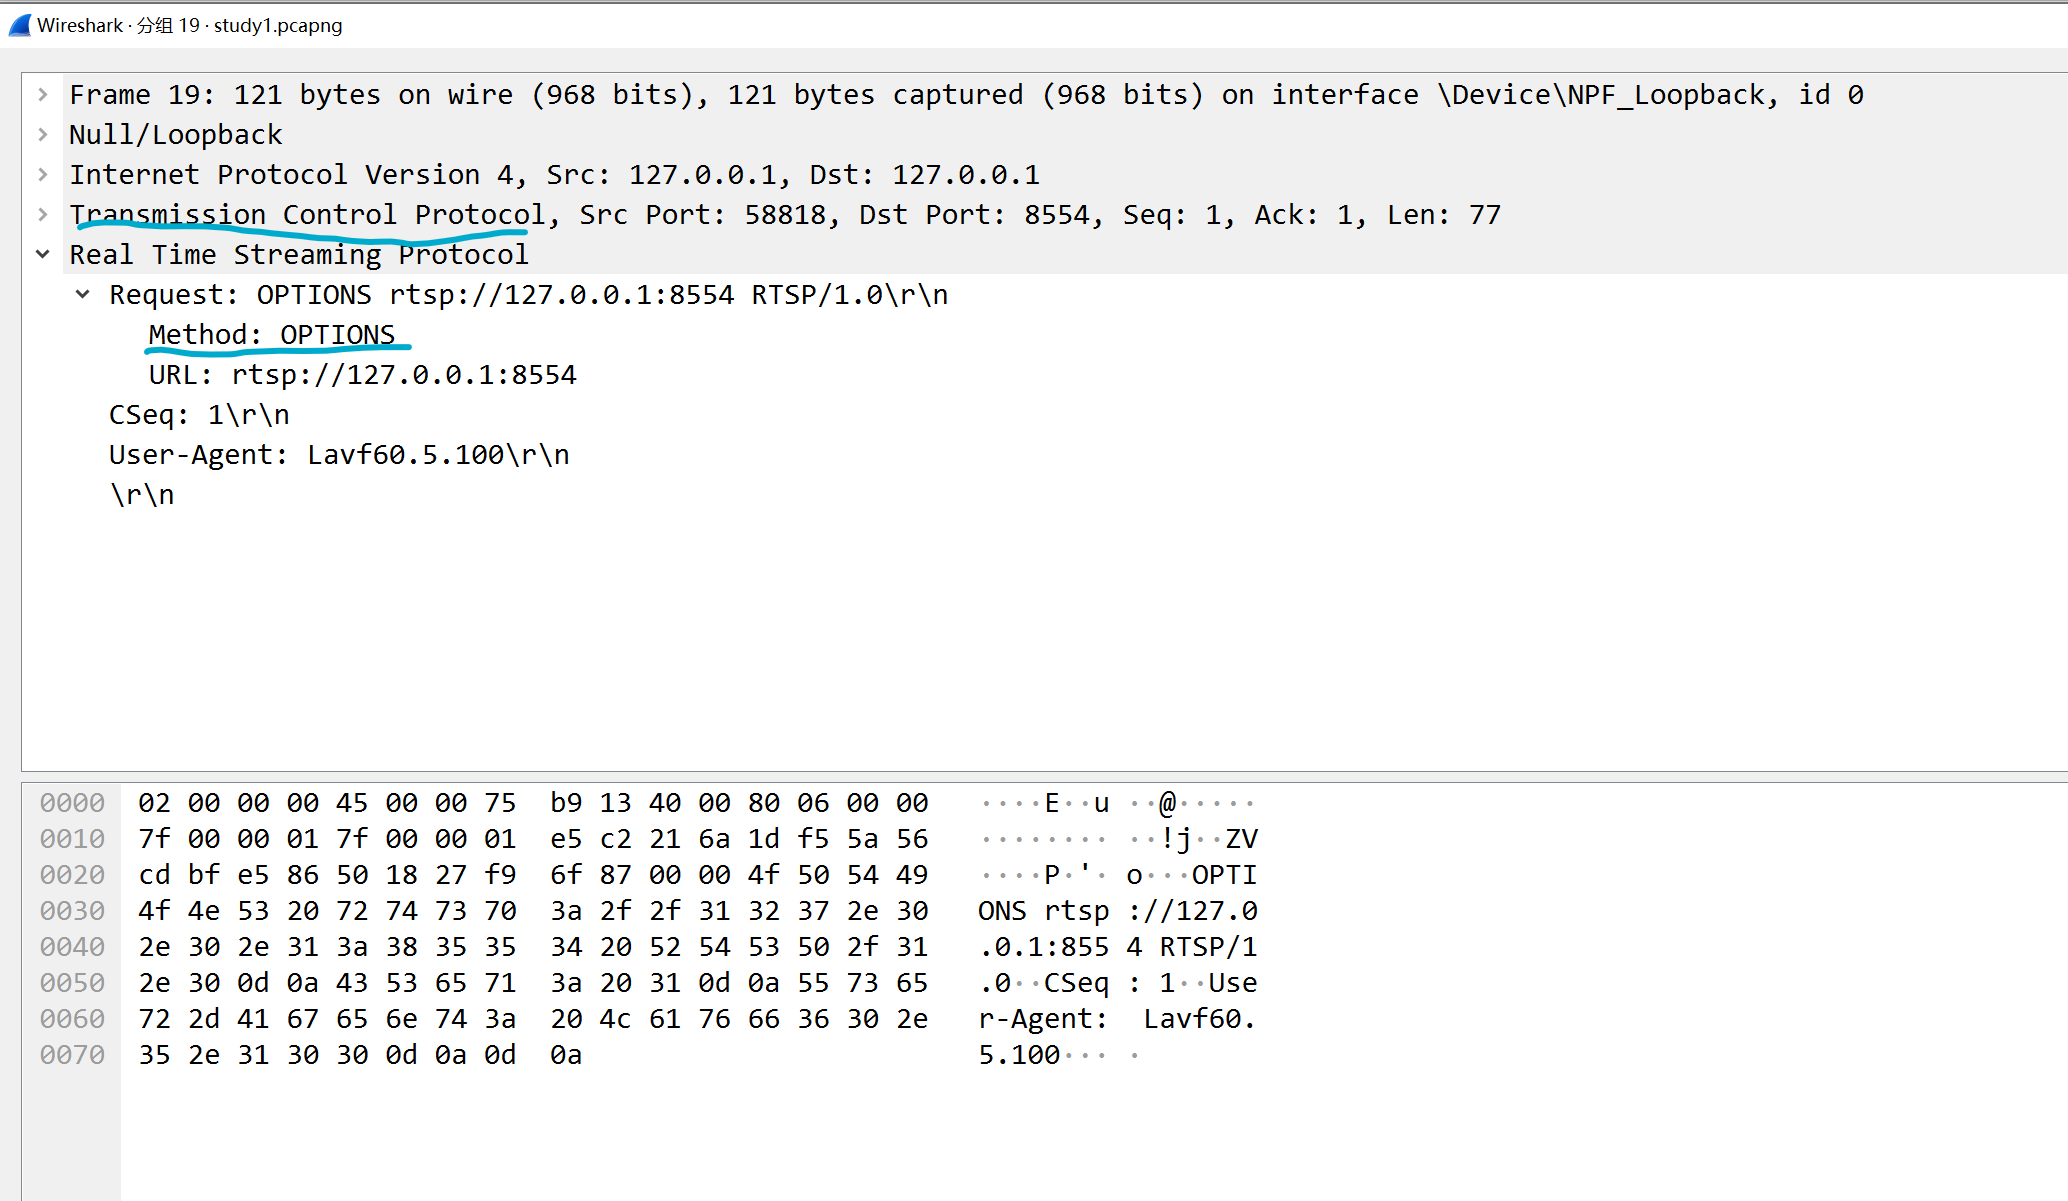 Wireshark · 分组 19 · study1.pcapng
Frame 19: 121 bytes on wire (968 bits), 121 bytes captured (968 bits) on interface \Device\NPF_Loopback, id 0
Null/Loopback
Internet Protocol Version 4, Src: 127.0.0.1, Dst: 127.0.0.1
Transmission Control Protocol, Src Port: 58818, Dst Port: 8554, Seq: 1, Ack: 1, Len: 77
Real Time Streaming Protocol
Request: OPTIONS rtsp://127.0.0.1:8554 RTSP/1.0\r\n
Method: OPTIONS
URL: rtsp://127.0.0.1:8554
CSeq: 1\r\n
User-Agent: Lavf60.5.100\r\n
\r\n
0000 02 00 00 00 45 00 00 75 b9 13 40 00 80 06 00 00 ····E··u ··@·····
0010 7f 00 00 01 7f 00 00 01 e5 c2 21 6a 1d f5 5a 56 ········ ··!j··ZV
0020 cd bf e5 86 50 18 27 f9 6f 87 00 00 4f 50 54 49 ····P·'· o···OPTI
0030 4f 4e 53 20 72 74 73 70 3a 2f 2f 31 32 37 2e 30 ONS rtsp ://127.0
0040 2e 30 2e 31 3a 38 35 35 34 20 52 54 53 50 2f 31 .0.1:855 4 RTSP/1
0050 2e 30 0d 0a 43 53 65 71 3a 20 31 0d 0a 55 73 65 .0··CSeq : 1··Use
0060 72 2d 41 67 65 6e 74 3a 20 4c 61 76 66 36 30 2e r-Agent: Lavf60.
0070 35 2e 31 30 30 0d 0a 0d 0a 5.100··· ·